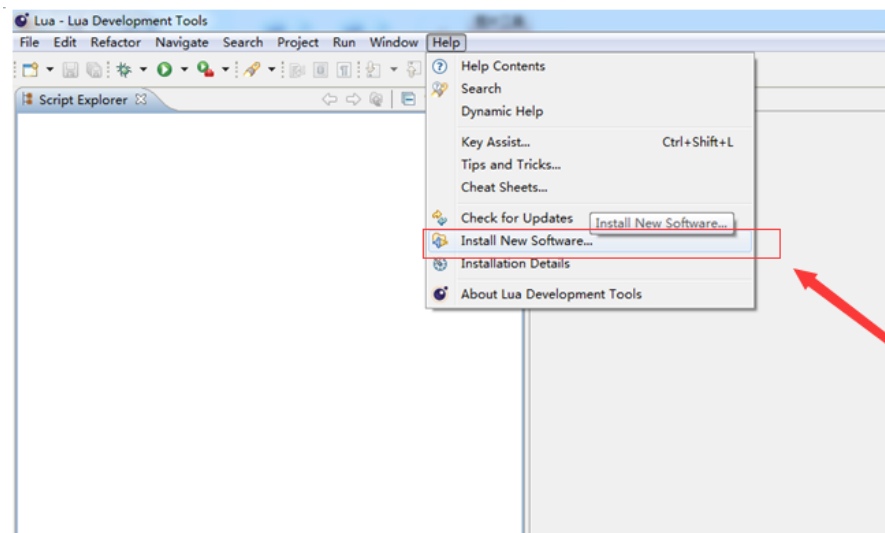 Lua - Lua Development Tools
File Edit Refactor Navigate Search Project Run Window Help
Script Explorer
Help Contents
Search
Dynamic Help
Key Assist... Ctrl+Shift+L
Tips and Tricks...
Cheat Sheets...
Check for Updates
Install New Software...
Install New Software...
Installation Details
About Lua Development Tools